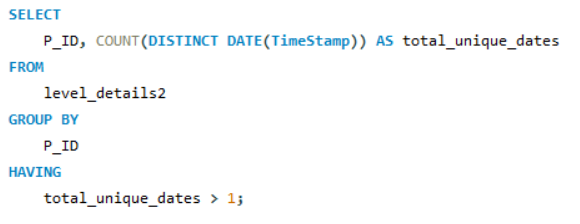 SELECT
    P_ID, COUNT(DISTINCT DATE(TimeStamp)) AS total_unique_dates
FROM
    level_details2
GROUP BY
    P_ID
HAVING
    total_unique_dates > 1;